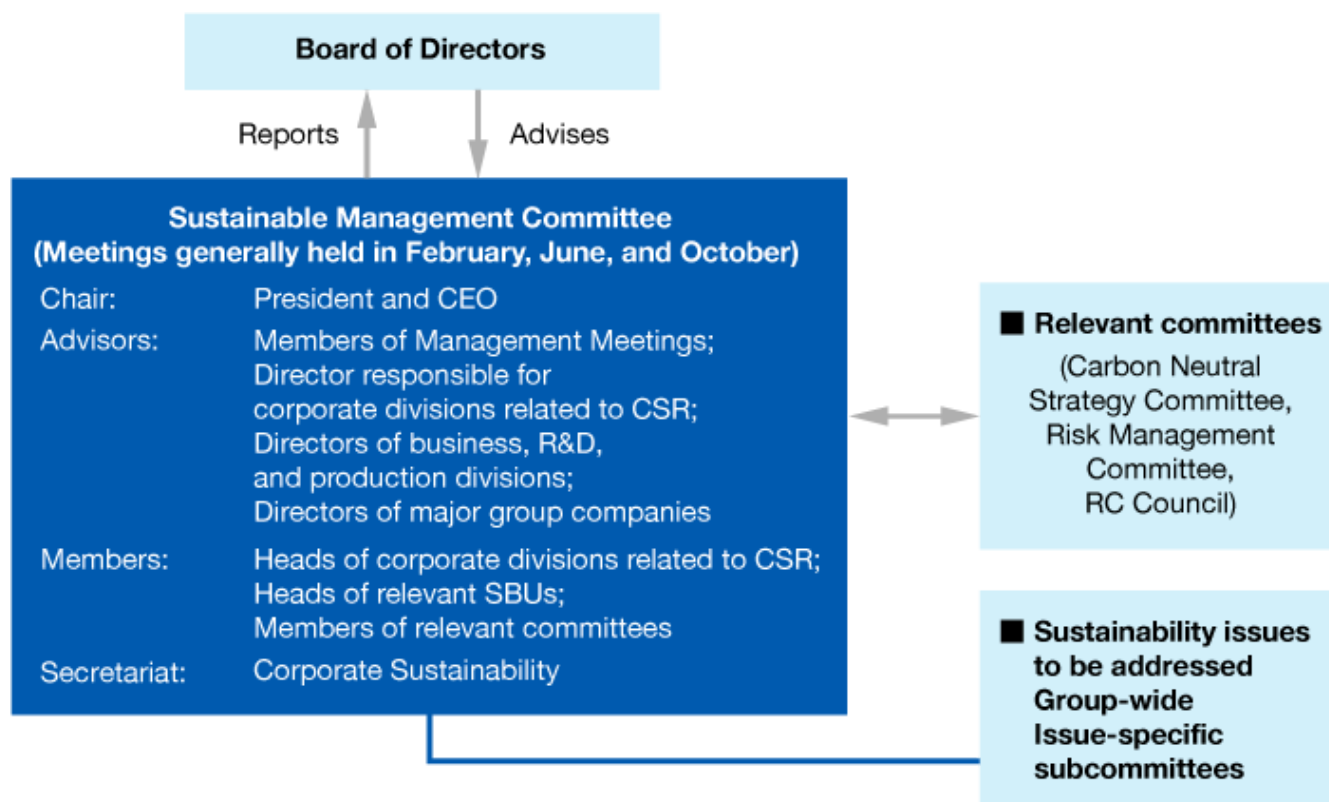 Board of Directors
Reports
Advises
Sustainable Management Committee
(Meetings generally held in February, June, and October)
Chair: President and CEO
Advisors: Members of Management Meetings;
Director responsible for
corporate divisions related to CSR;
Directors of business, R&D,
and production divisions;
Directors of major group companies
Members: Heads of corporate divisions related to CSR;
Heads of relevant SBUs;
Members of relevant committees
Secretariat: Corporate Sustainability
■ Relevant committees
(Carbon Neutral
Strategy Committee,
Risk Management
Committee,
RC Council)
■ Sustainability issues
to be addressed
Group-wide
Issue-specific
subcommittees